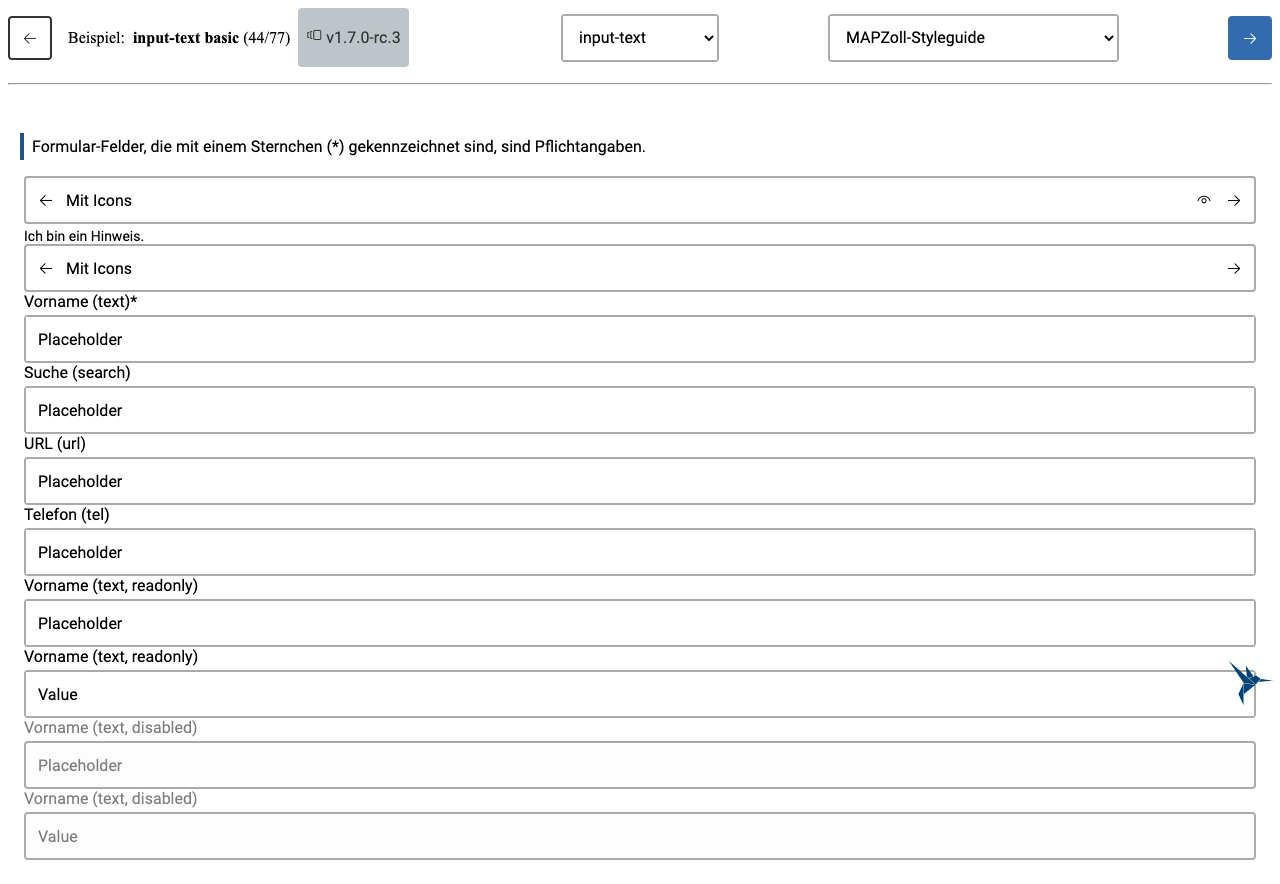 Beispiel: input-text basic (44/77) v1.7.0-rc.3 input-text MAPZoll-Styleguide
Formular-Felder, die mit einem Sternchen (*) gekennzeichnet sind, sind Pflichtangaben.
Mit Icons
Ich bin ein Hinweis.
Mit Icons
Vorname (text)*
Placeholder
Suche (search)
Placeholder
URL (url)
Placeholder
Telefon (tel)
Placeholder
Vorname (text, readonly)
Placeholder
Vorname (text, readonly)
Value
Vorname (text, disabled)
Placeholder
Vorname (text, disabled)
Value